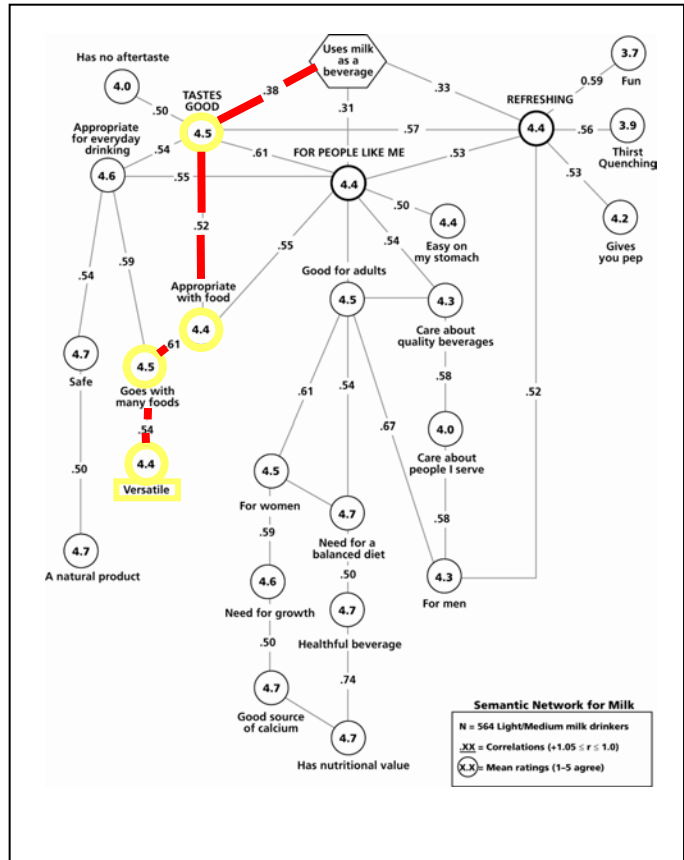 Uses milk
as a
beverage
Has no aftertaste
4.0
TASTES
GOOD
.38
.33
3.7
Fun
0.59
.31
REFRESHING
.50
4.5
.57
4.4
.56
3.9
Thirst
Quenching
Appropriate
for everyday
drinking
.54
.61
FOR PEOPLE LIKE ME
.53
.53
4.6
.55
4.4
.50
4.4
Easy on
my stomach
4.2
Gives
you pep
.52
.55
.54
.54
.59
Appropriate
with food
Good for adults
4.4
4.5
4.3
Care about
quality beverages
4.7
Safe
.61
4.5
Goes with
many foods
.61
.54
.67
.58
.52
.54
4.0
Care about
people I serve
4.4
Versatile
4.5
For women
.50
4.7
Need for a
balanced diet
.58
4.7
A natural product
.59
4.3
For men
.50
4.6
Need for growth
4.7
Healthful beverage
.50
.74
4.7
Good source
of calcium
4.7
Has nutritional value
Semantic Network for Milk
N = 564 Light/Medium milk drinkers
.XX = Correlations (+1.05 ≤ r ≤ 1.0)
X.X = Mean ratings (1–5 agree)